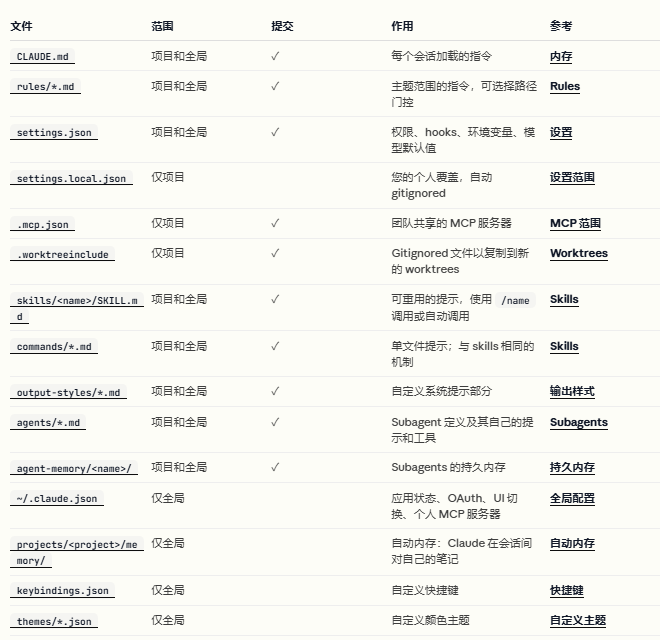 文件 范围 提交 作用 参考
CLAUDE.md 项目和全局 ✓ 每个会话加载的指令 内存
rules/*.md 项目和全局 ✓ 主题范围的指令，可选择路径 Rules
门控
settings.json 项目和全局 ✓ 权限、hooks、环境变量、模 设置
型默认值
settings.local.json 仅项目 您的个人覆盖，自动 设置范围
gitignored
.mcp.json 仅项目 ✓ 团队共享的 MCP 服务器 MCP 范围
.worktreeinclude 仅项目 ✓ Gitignored 文件以复制到新 Worktrees
的 worktrees
skills/<name>/SKILL.m 项目和全局 ✓ 可重用的提示，使用 /name Skills
d 调用或自动调用
commands/*.md 项目和全局 ✓ 单文件提示；与 skills 相同的 Skills
机制
output-styles/*.md 项目和全局 ✓ 自定义系统提示部分 输出样式
agents/*.md 项目和全局 ✓ Subagent 定义及其自己的提 Subagents
示和工具
agent-memory/<name>/ 项目和全局 ✓ Subagents 的持久内存 持久内存
~/.claude.json 仅全局 应用状态、OAuth、UI 切 全局配置
换、个人 MCP 服务器
projects/<project>/me 仅全局 自动内存：Claude 在会话间 自动内存
mory/ 对自己的笔记
keybindings.json 仅全局 自定义快捷键 快捷键
themes/*.json 仅全局 自定义颜色主题 自定义主题